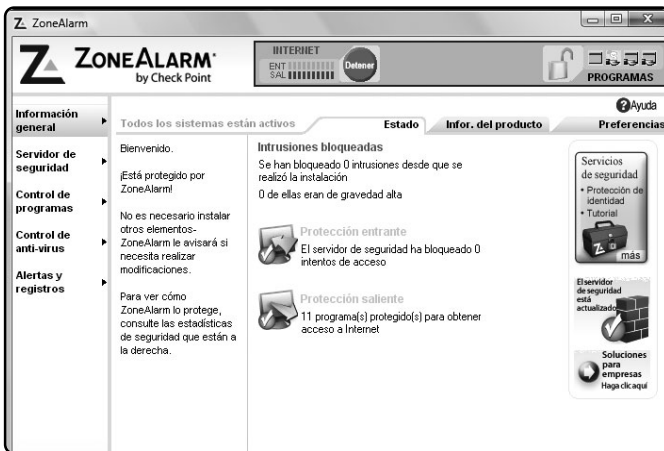 ZoneAlarm
ZONEALARM
by Check Point
INTERNET
ENT
SAL
Detener
PROGRAMAS
Ayuda
Información
general
Servidor de
seguridad
Control de
programas
Control de
anti-virus
Alertas y
registros
Todos los sistemas están activos
Estado
Infor. del producto
Preferencias
Bienvenido.
¡Está protegido por
ZoneAlarm!
No es necesario instalar
otros elementos-
ZoneAlarm le avisará si
necesita realizar
modificaciones.
Para ver cómo
ZoneAlarm lo protege,
consulte las estadísticas
de seguridad que están a
la derecha.
Intrusiones bloqueadas
Se han bloqueado 0 intrusiones desde que se
realizó la instalación
0 de ellas eran de gravedad alta
Protección entrante
El servidor de seguridad ha bloqueado 0
intentos de acceso
Protección saliente
11 programa(s) protegido(s) para obtener
acceso a Internet
Servicios
de seguridad
• Protección de
identidad
• Tutorial
más
El servidor
de seguridad
está
actualizado
Soluciones
para
empresas
Haga clic aquí